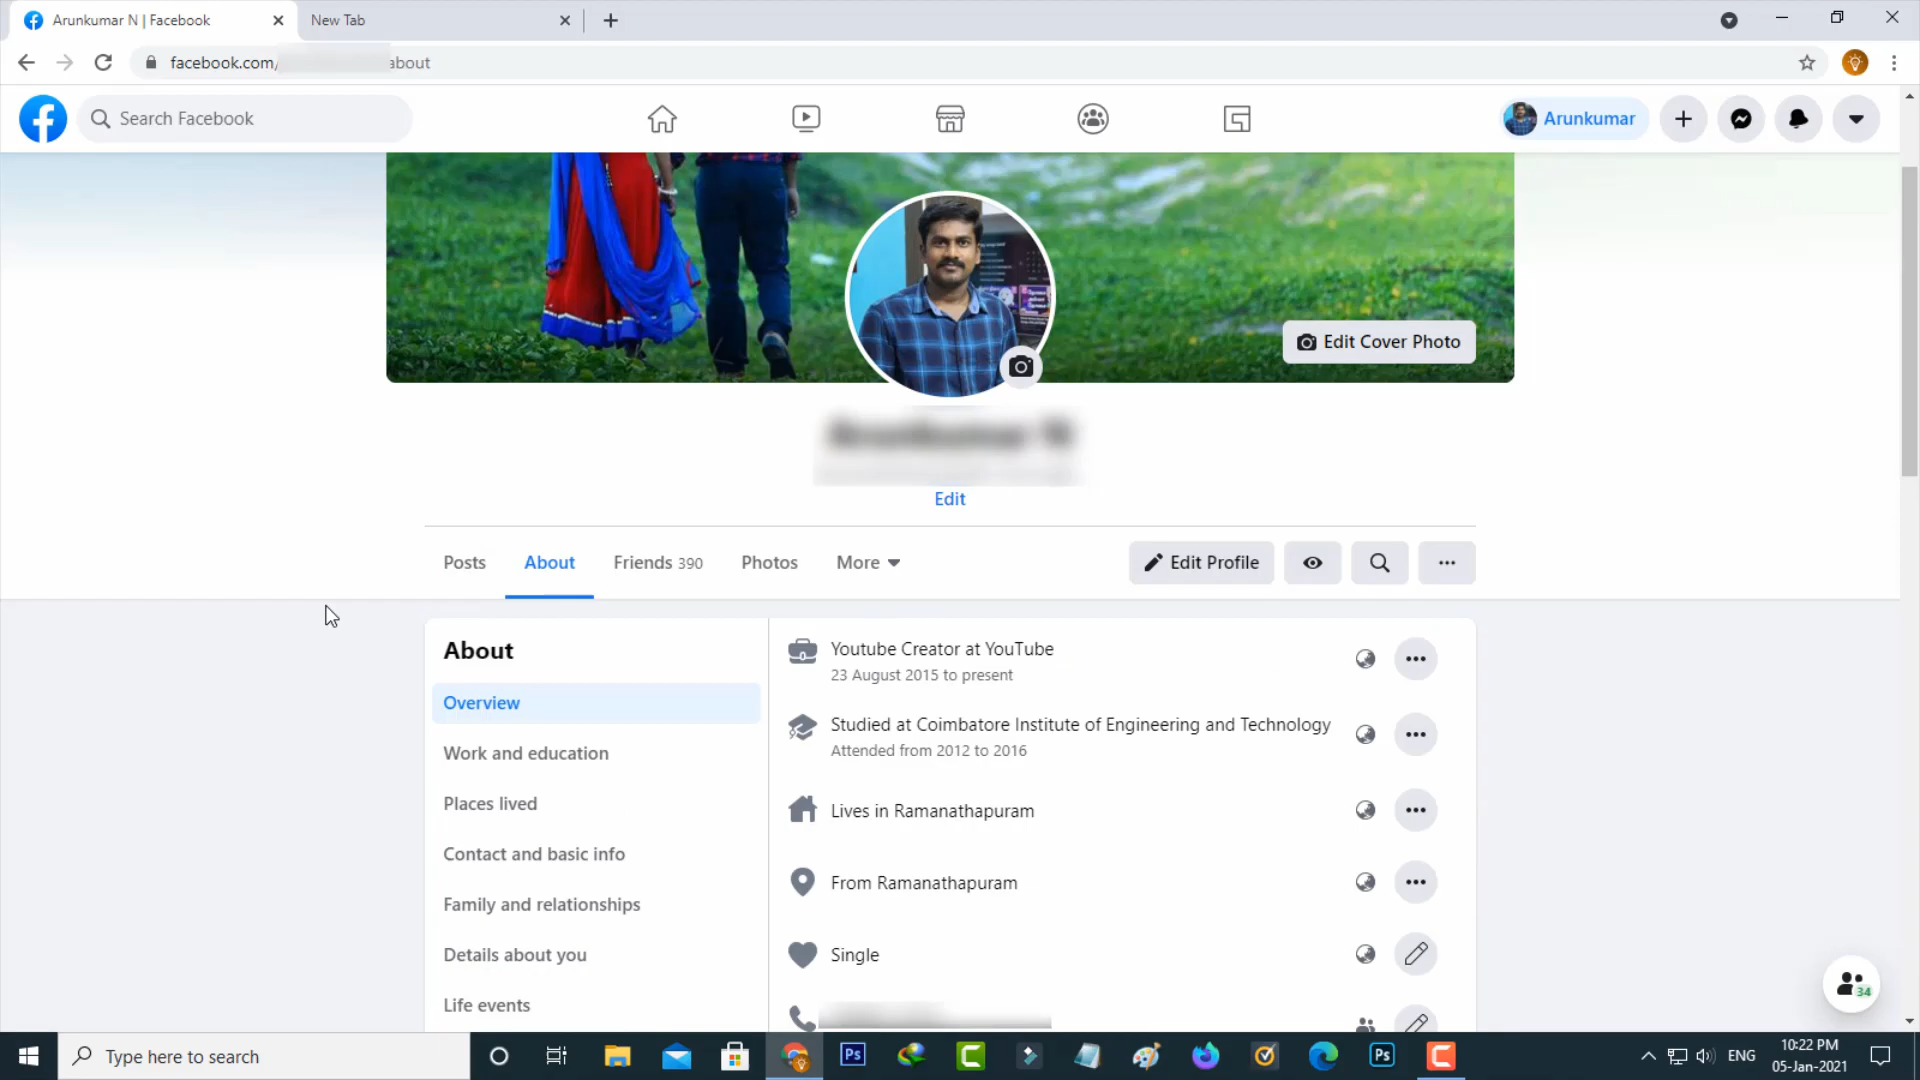 Arunkumar N | Facebook
New Tab
facebook.com/
about
Search Facebook
Arunkumar
Edit Cover Photo
Arunkumar N
Edit
Posts
About
Friends 390
Photos
More
Edit Profile
About
Overview
Work and education
Places lived
Contact and basic info
Family and relationships
Details about you
Life events
Youtube Creator at YouTube
23 August 2015 to present
Studied at Coimbatore Institute of Engineering and Technology
Attended from 2012 to 2016
Lives in Ramanathapuram
From Ramanathapuram
Single
34
Type here to search
Ps
Ps
ENG
10:22 PM
05-Jan-2021